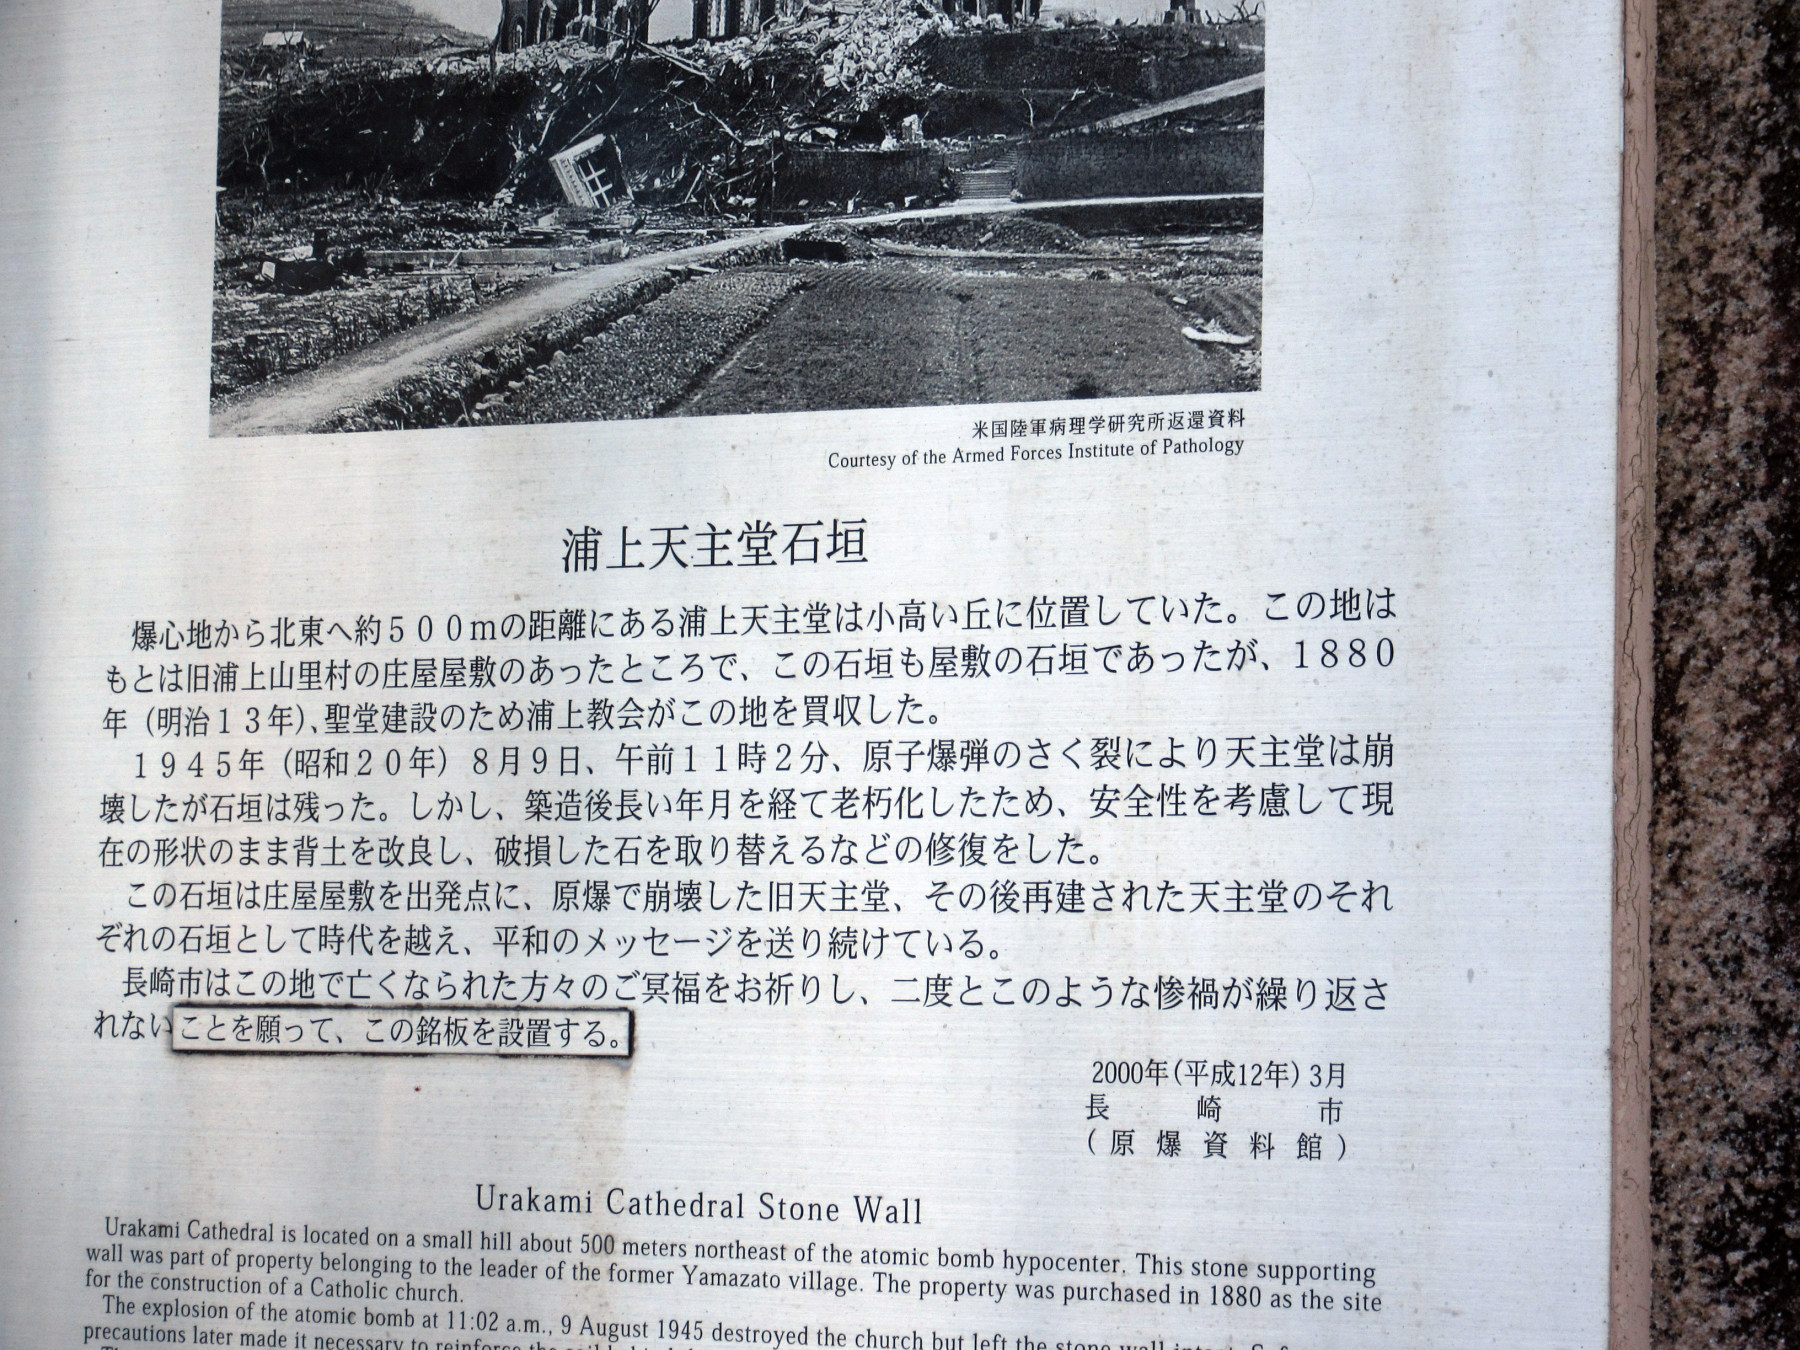 米国陸軍病理学研究所返還資料
Courtesy of the Armed Forces Institute of Pathology
浦上天主堂石垣
爆心地から北東へ約５００ｍの距離にある浦上天主堂は小高い丘に位置していた。この地は
もとは旧浦上山里村の庄屋屋敷のあったところで、この石垣も屋敷の石垣であったが、１８８０
年（明治１３年）、聖堂建設のため浦上教会がこの地を買収した。
１９４５年（昭和２０年）８月９日、午前１１時２分、原子爆弾のさく裂により天主堂は崩
壊したが石垣は残った。しかし、築造後長い年月を経て老朽化したため、安全性を考慮して現
在の形状のまま背土を改良し、破損した石を取り替えるなどの修復をした。
この石垣は庄屋屋敷を出発点に、原爆で崩壊した旧天主堂、その後再建された天主堂のそれ
ぞれの石垣として時代を越え、平和のメッセージを送り続けている。
長崎市はこの地で亡くなられた方々のご冥福をお祈りし、二度とこのような惨禍が繰り返さ
れないことを願って、この銘板を設置する。
2000年(平成12年) 3月
長崎市
(原爆資料館)
Urakami Cathedral Stone Wall
Urakami Cathedral is located on a small hill about 500 meters northeast of the atomic bomb hypocenter. This stone supporting
wall was part of property belonging to the leader of the former Yamazato village. The property was purchased in 1880 as the site
for the construction of a Catholic church.
The explosion of the atomic bomb at 11:02 a.m., 9 August 1945 destroyed the church but left the stone wall
precautions later made it necessary to reinforce the